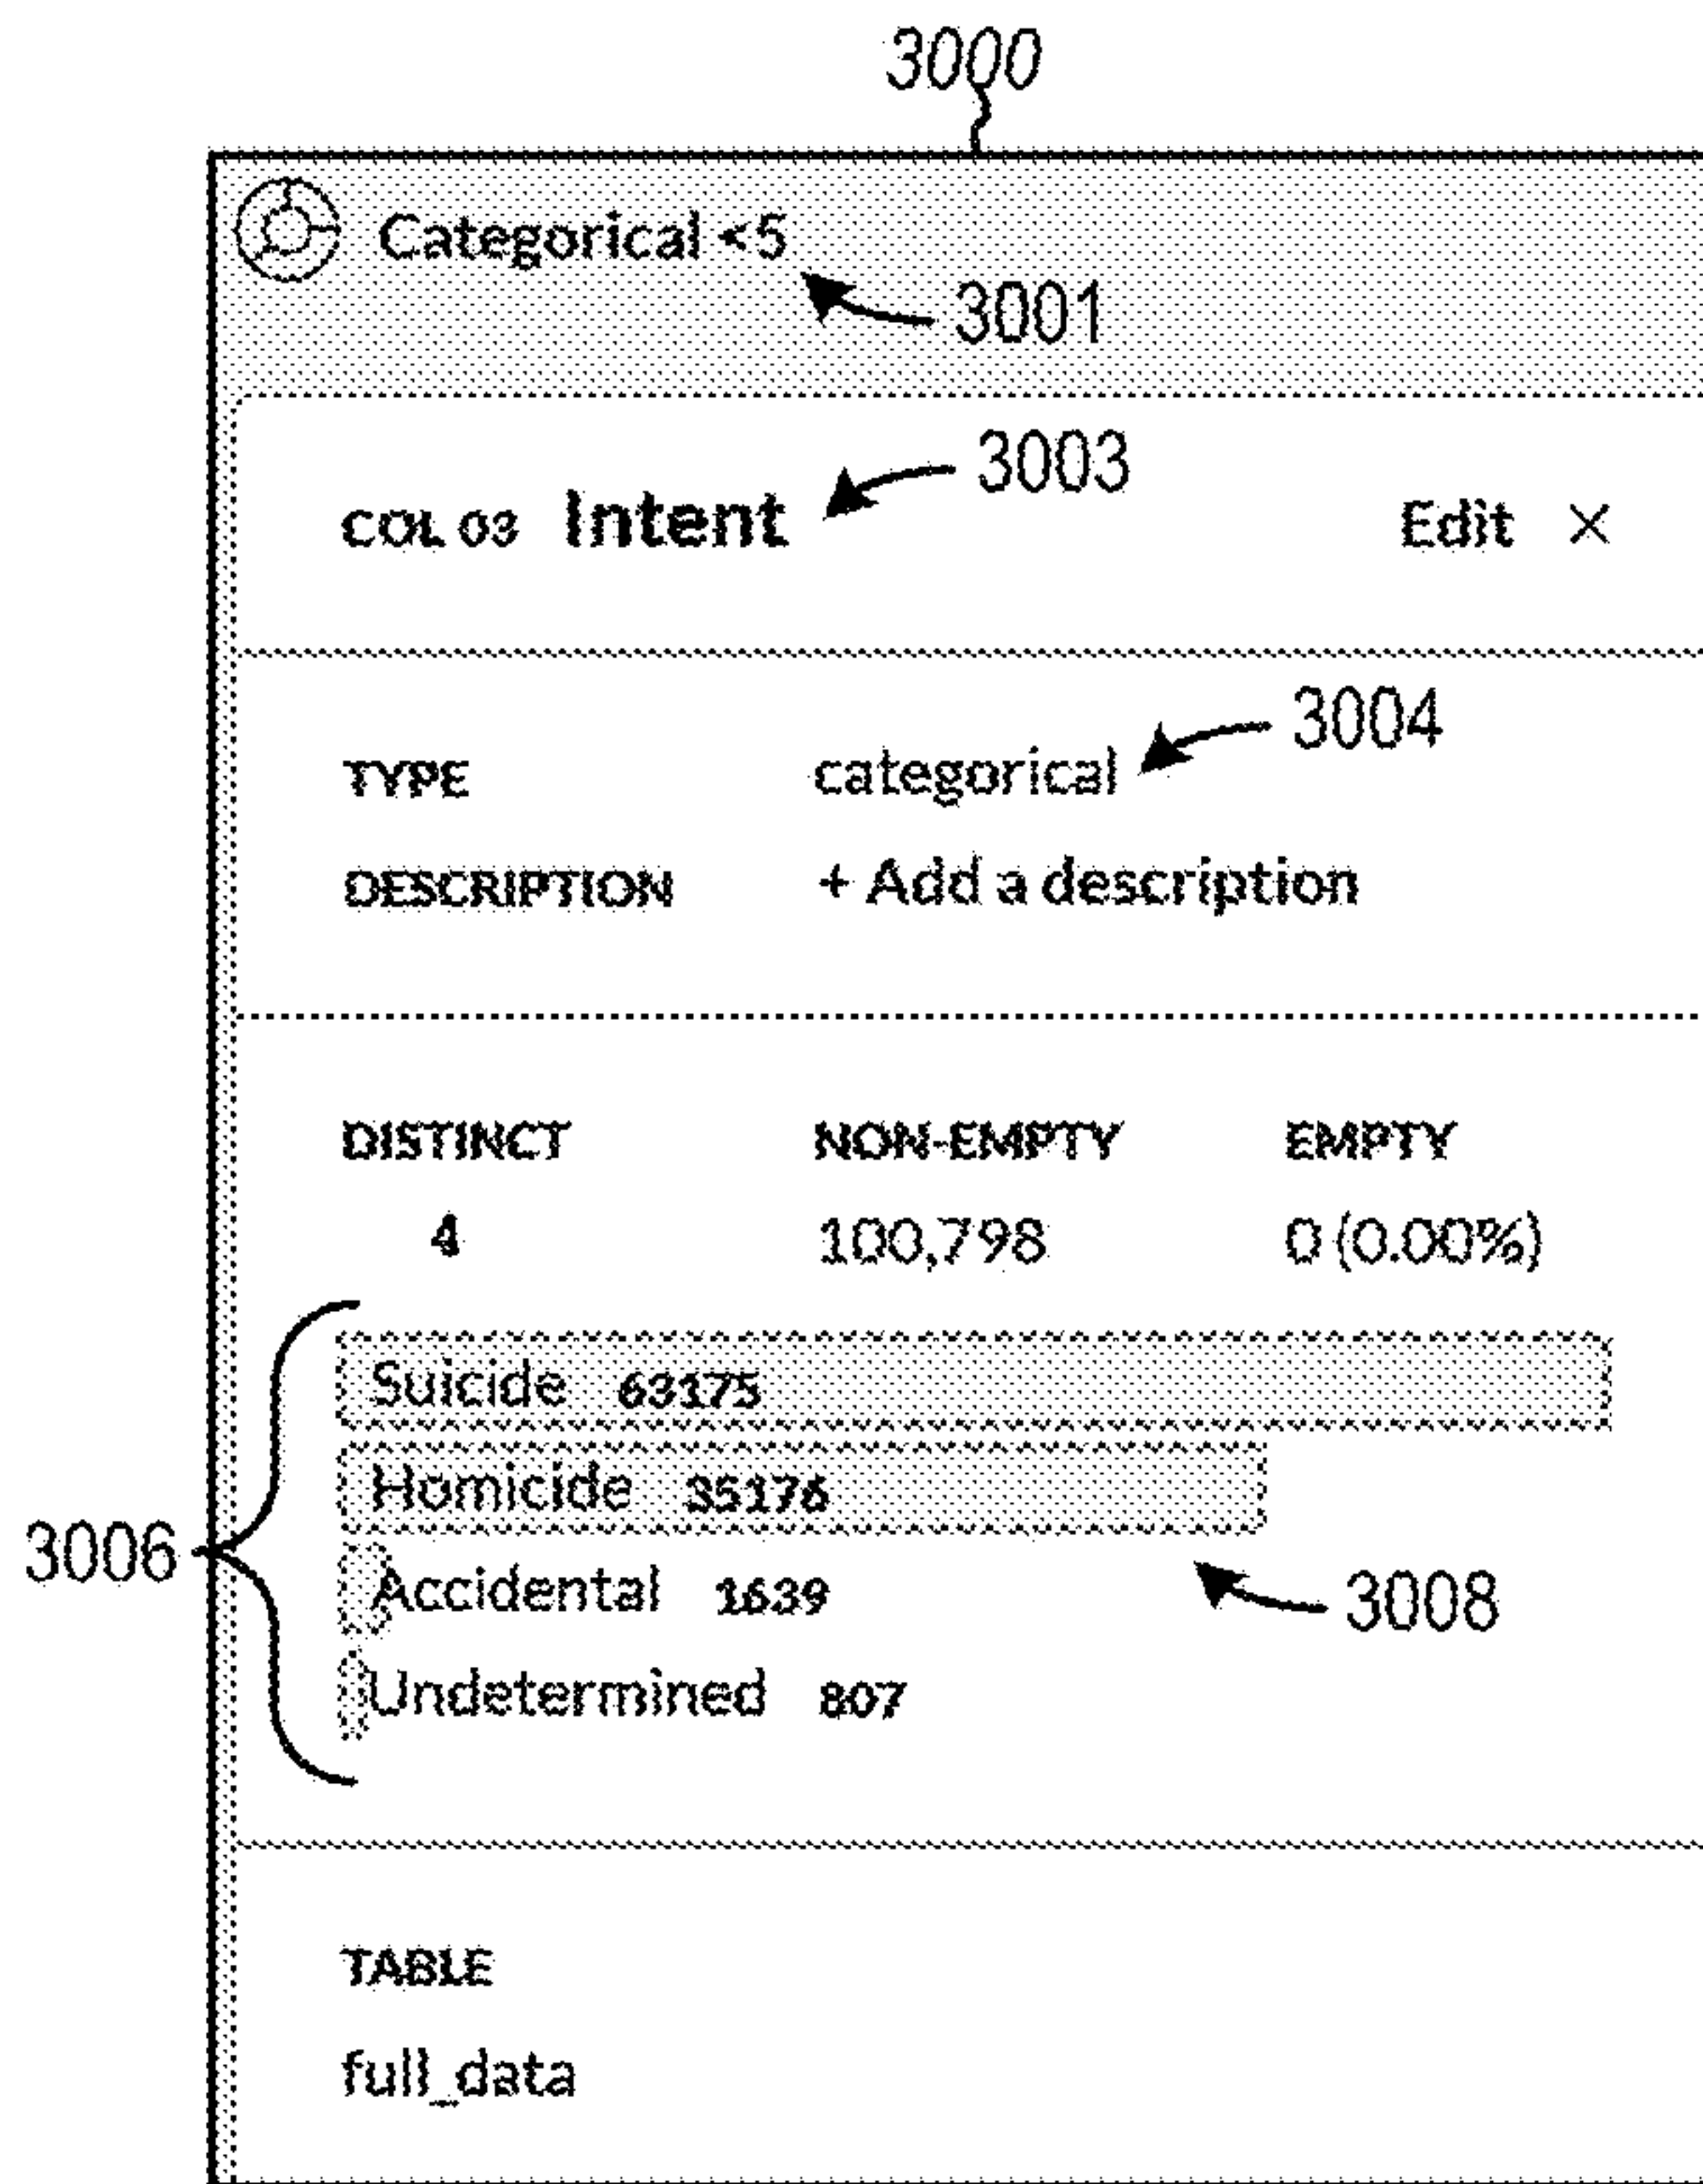 3000
Categorical <5
3001
3003
COL 03 Intent Edit ×
3004
TYPE categorical
DESCRIPTION + Add a description
DISTINCT NON-EMPTY EMPTY
4 100,798 0 (0.00%)
Suicide 63175
Homicide 35176
3006
Accidental 1639
3008
Undetermined 807
TABLE
full_data